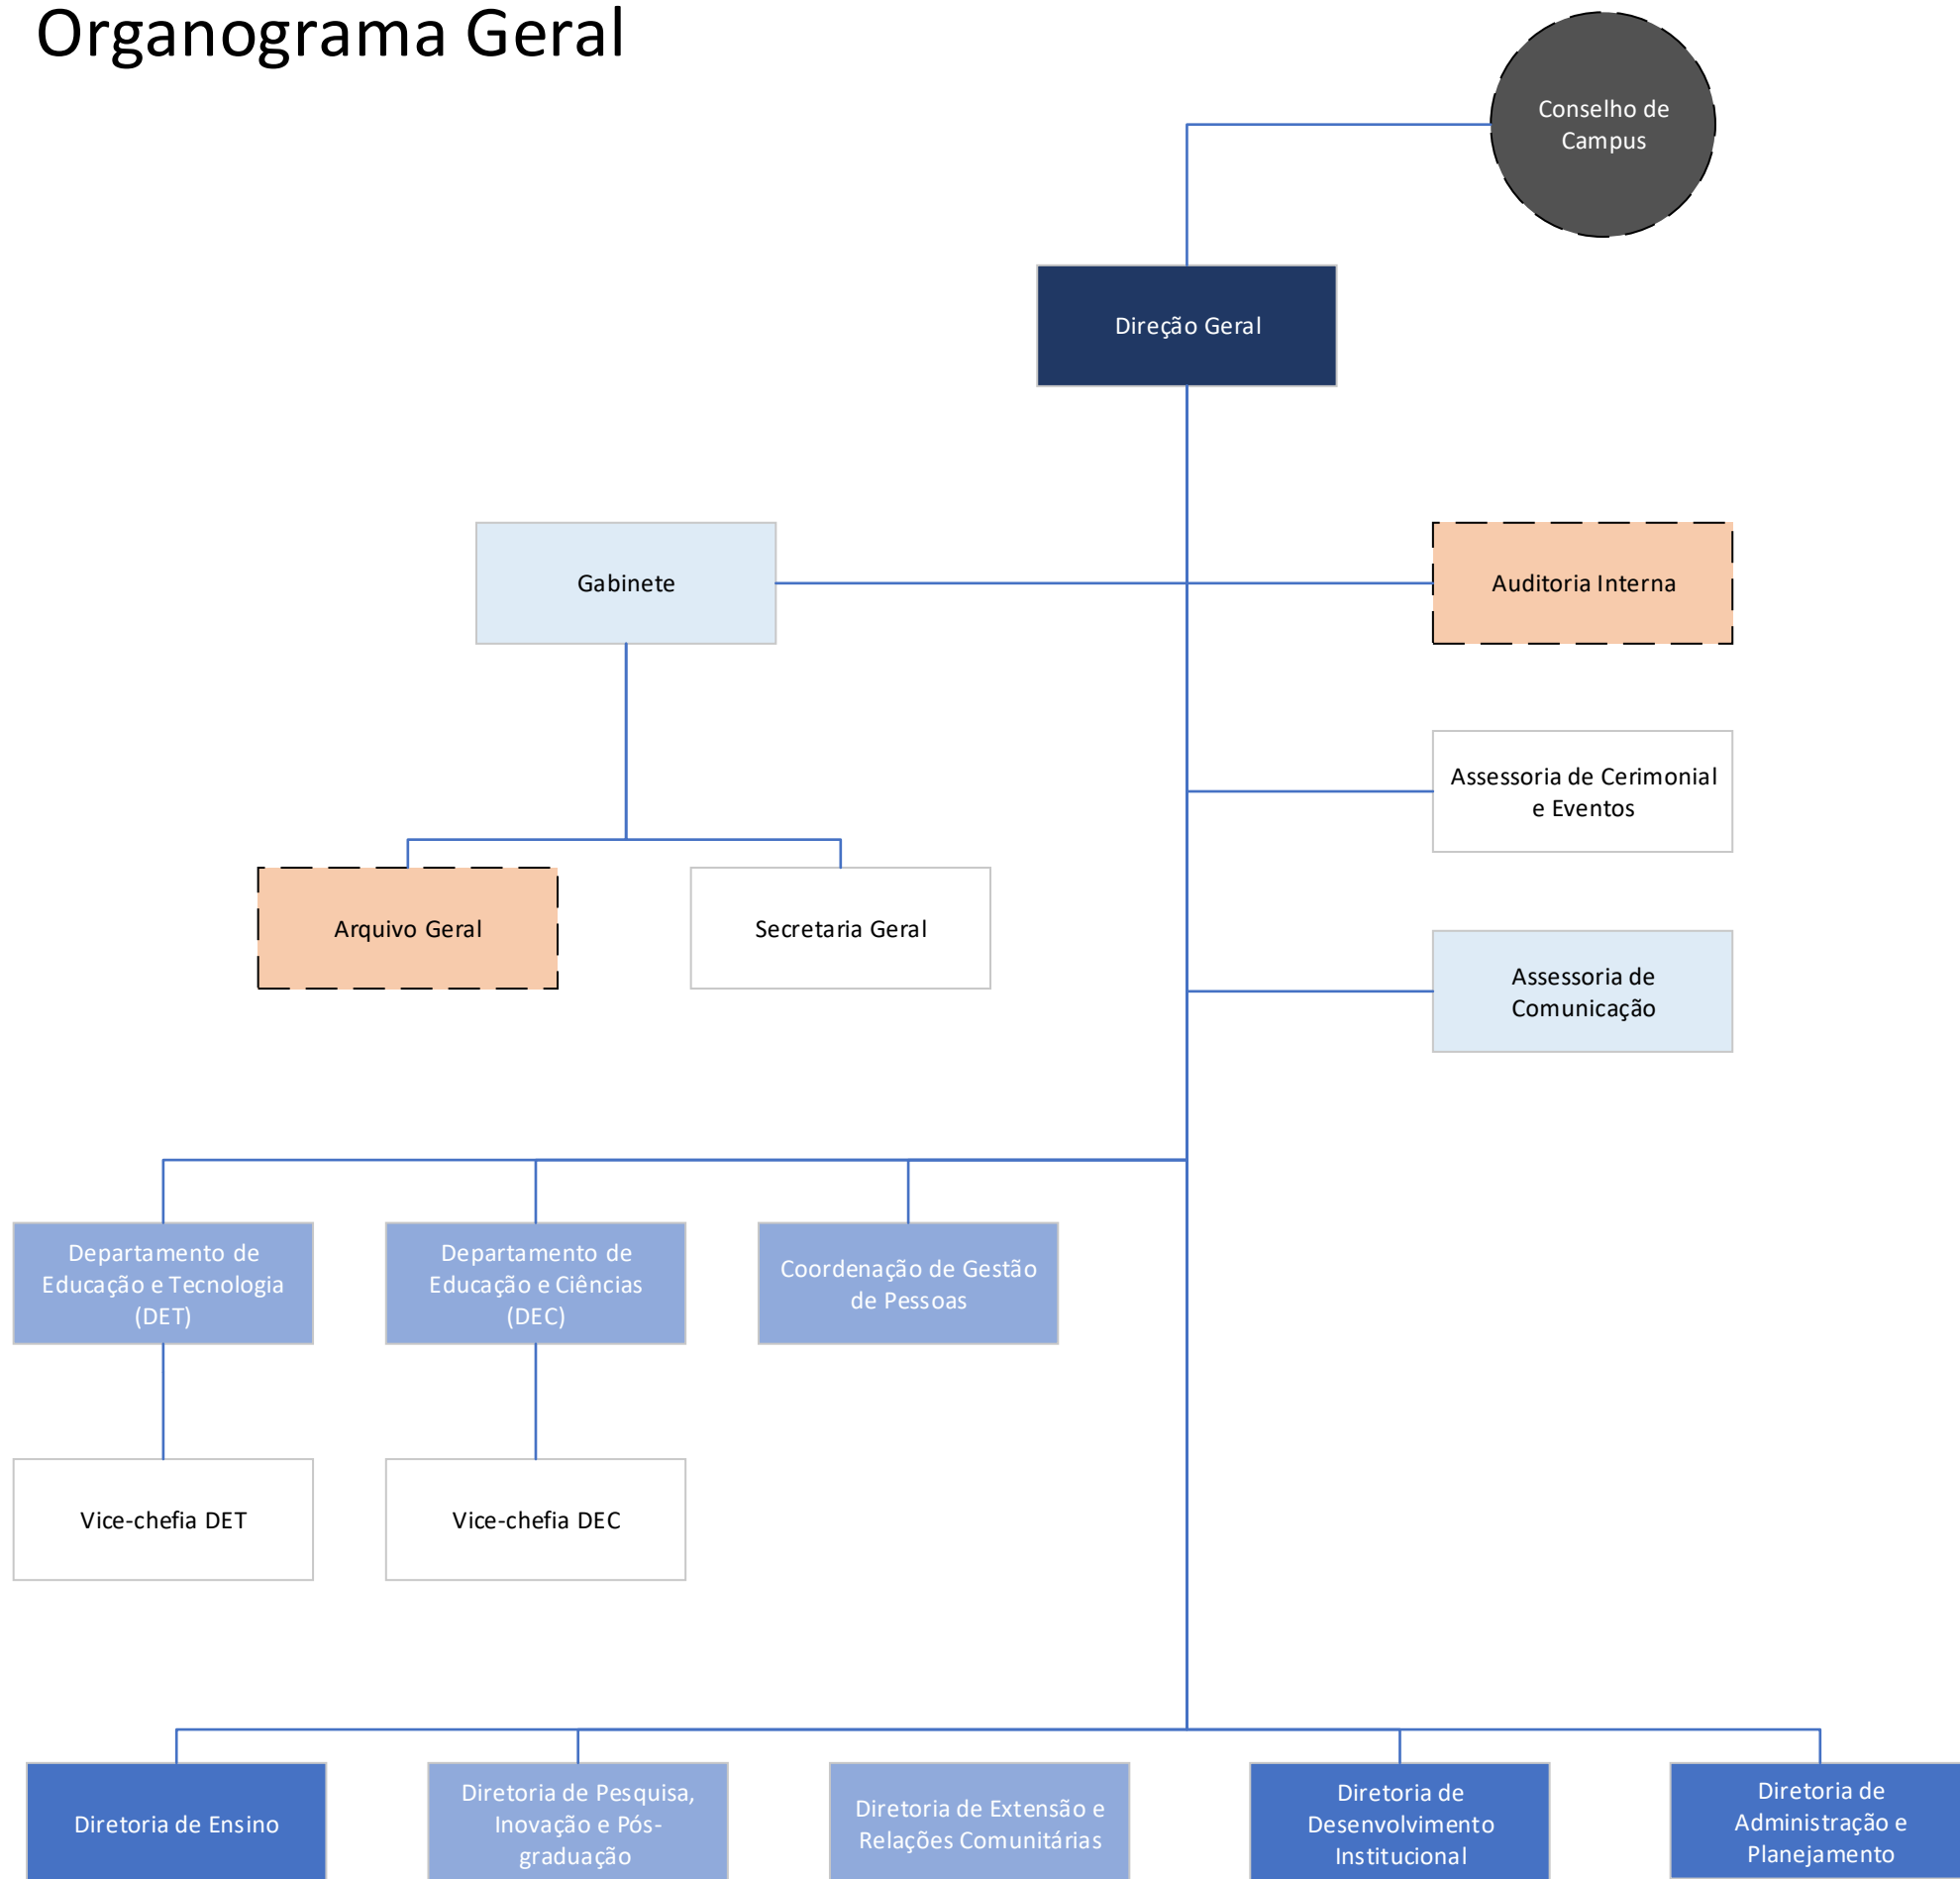 Organograma Geral
Conselho de
Campus
Direção Geral
Gabinete
Auditoria Interna
Assessoria de Cerimonial
e Eventos
Arquivo Geral
Secretaria Geral
Assessoria de
Comunicação
Departamento de
Educação e Tecnologia
(DET)
Departamento de
Educação e Ciências
(DEC)
Coordenação de Gestão
de Pessoas
Vice-chefia DET
Vice-chefia DEC
Diretoria de Ensino
Diretoria de Pesquisa,
Inovação e Pós-
graduação
Diretoria de Extensão e
Relações Comunitárias
Diretoria de
Desenvolvimento
Institucional
Diretoria de
Administração e
Planejamento